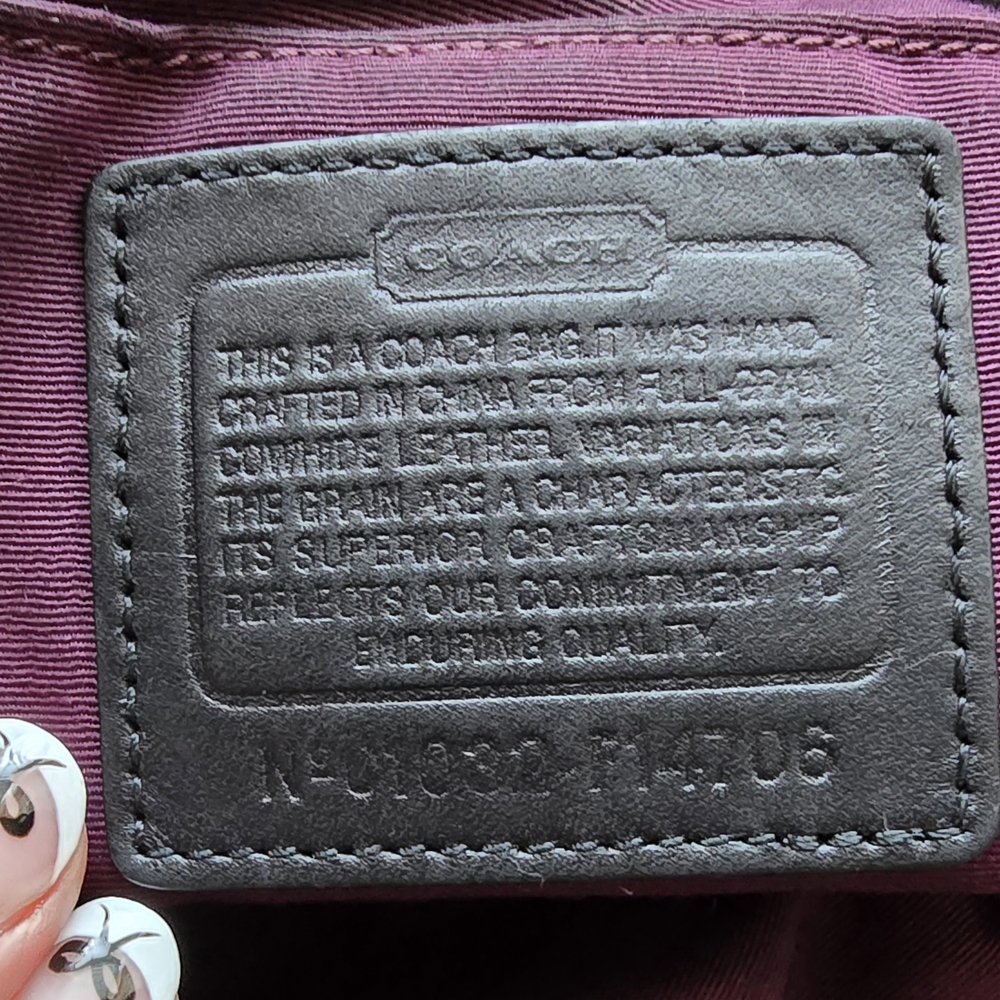 COACH
THIS IS A COACH BAG.IT WAS HAND-
CRAFTED IN CHINA FROM FULL-GRAIN
COWHIDE LEATHER. VARIATIONS IN
THE GRAIN ARE A CHARACTERISTIC.
ITS SUPERIOR CRAFTSMANSHIP
REFLECTS OUR COMMITMENT TO
ENDURING QUALITY.
Nº